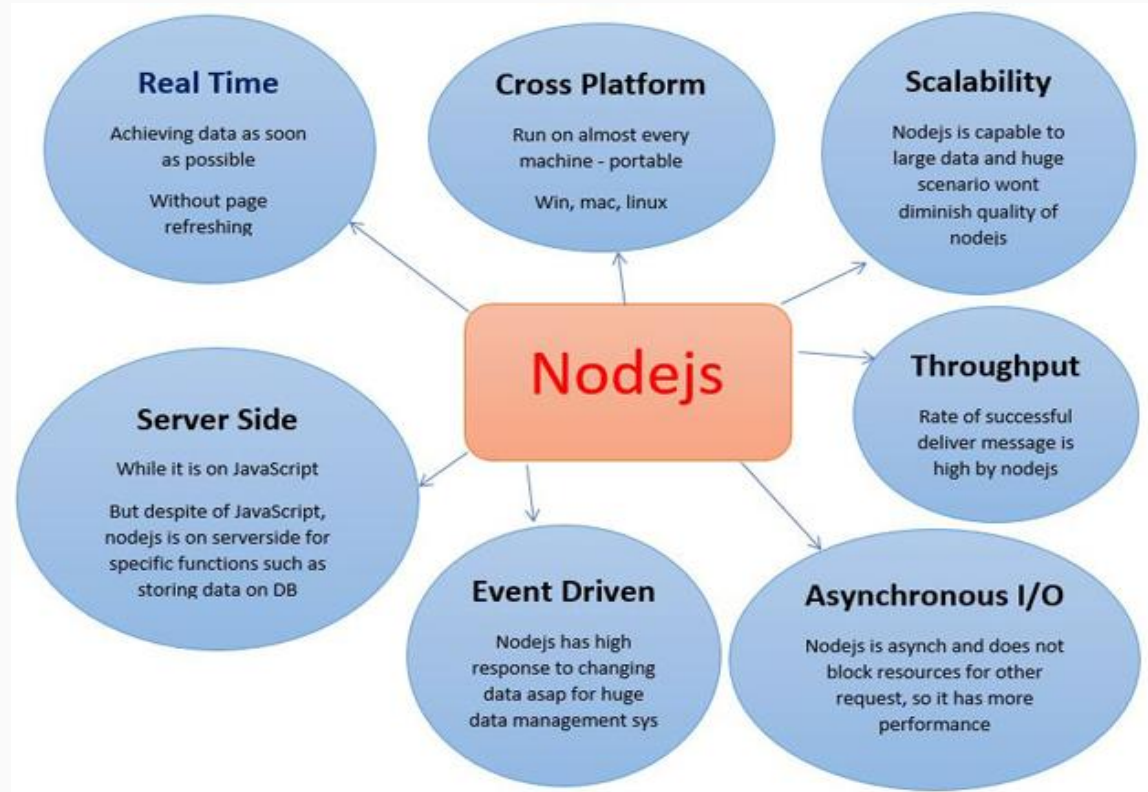 Real Time
Achieving data as soon
as possible
Without page
refreshing
Cross Platform
Run on almost every
machine - portable
Win, mac, linux
Scalability
Nodejs is capable to
large data and huge
scenario wont
diminish quality of
nodejs
Nodejs
Throughput
Rate of successful
deliver message is
high by nodejs
Server Side
While it is on JavaScript
But despite of JavaScript,
nodejs is on serverside for
specific functions such as
storing data on DB
Event Driven
Nodejs has high
response to changing
data asap for huge
data management sys
Asynchronous I/O
Nodejs is asynch and does not
block resources for other
request, so it has more
performance